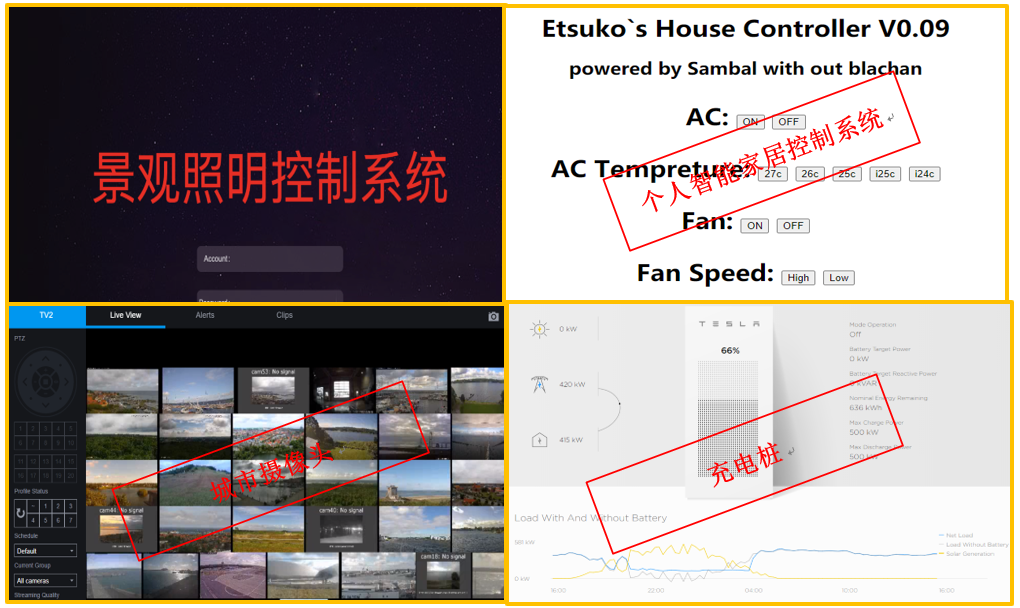 景观照明控制系统
Account:
Etsuko`s House Controller V0.09
powered by Sambal with out blachan
AC: ON OFF
AC Tempreture: 27c 26c 25c i25c i24c
Fan: ON OFF
Fan Speed: High Low
个人智能家居控制系统
TV2 Live View Alerts Clips
PTZ
cam53: No signal
城市摄像头
Profile Status
cam44: No signal
cam40: No signal
- 1 2 3
4 5 6 7
Schedule
Default
cam18: No signal
Current Group
All cameras
Streaming Quality
TESLA
66%
0 kW
420 kW
415 kW
Mode Operation
Off
Battery Target Power
0 kW
Battery Target Reactive Power
0 kVAR
Nominal Energy Remaining
636 kWh
Max Charge Power
500 kW
Max Discharge Power
500 kW
充电桩
Load With And Without Battery
Net Load
Load Without Battery
Solar Generation
0 kW
16:00 22:00 04:00 10:00 16:00